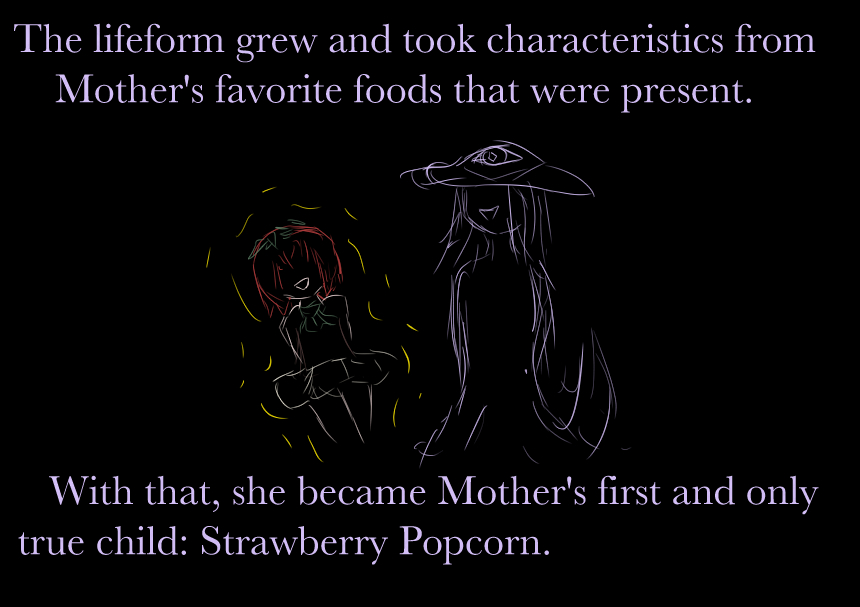 The lifeform grew and took characteristics from
Mother's favorite foods that were present.
With that, she became Mother's first and only
true child: Strawberry Popcorn.